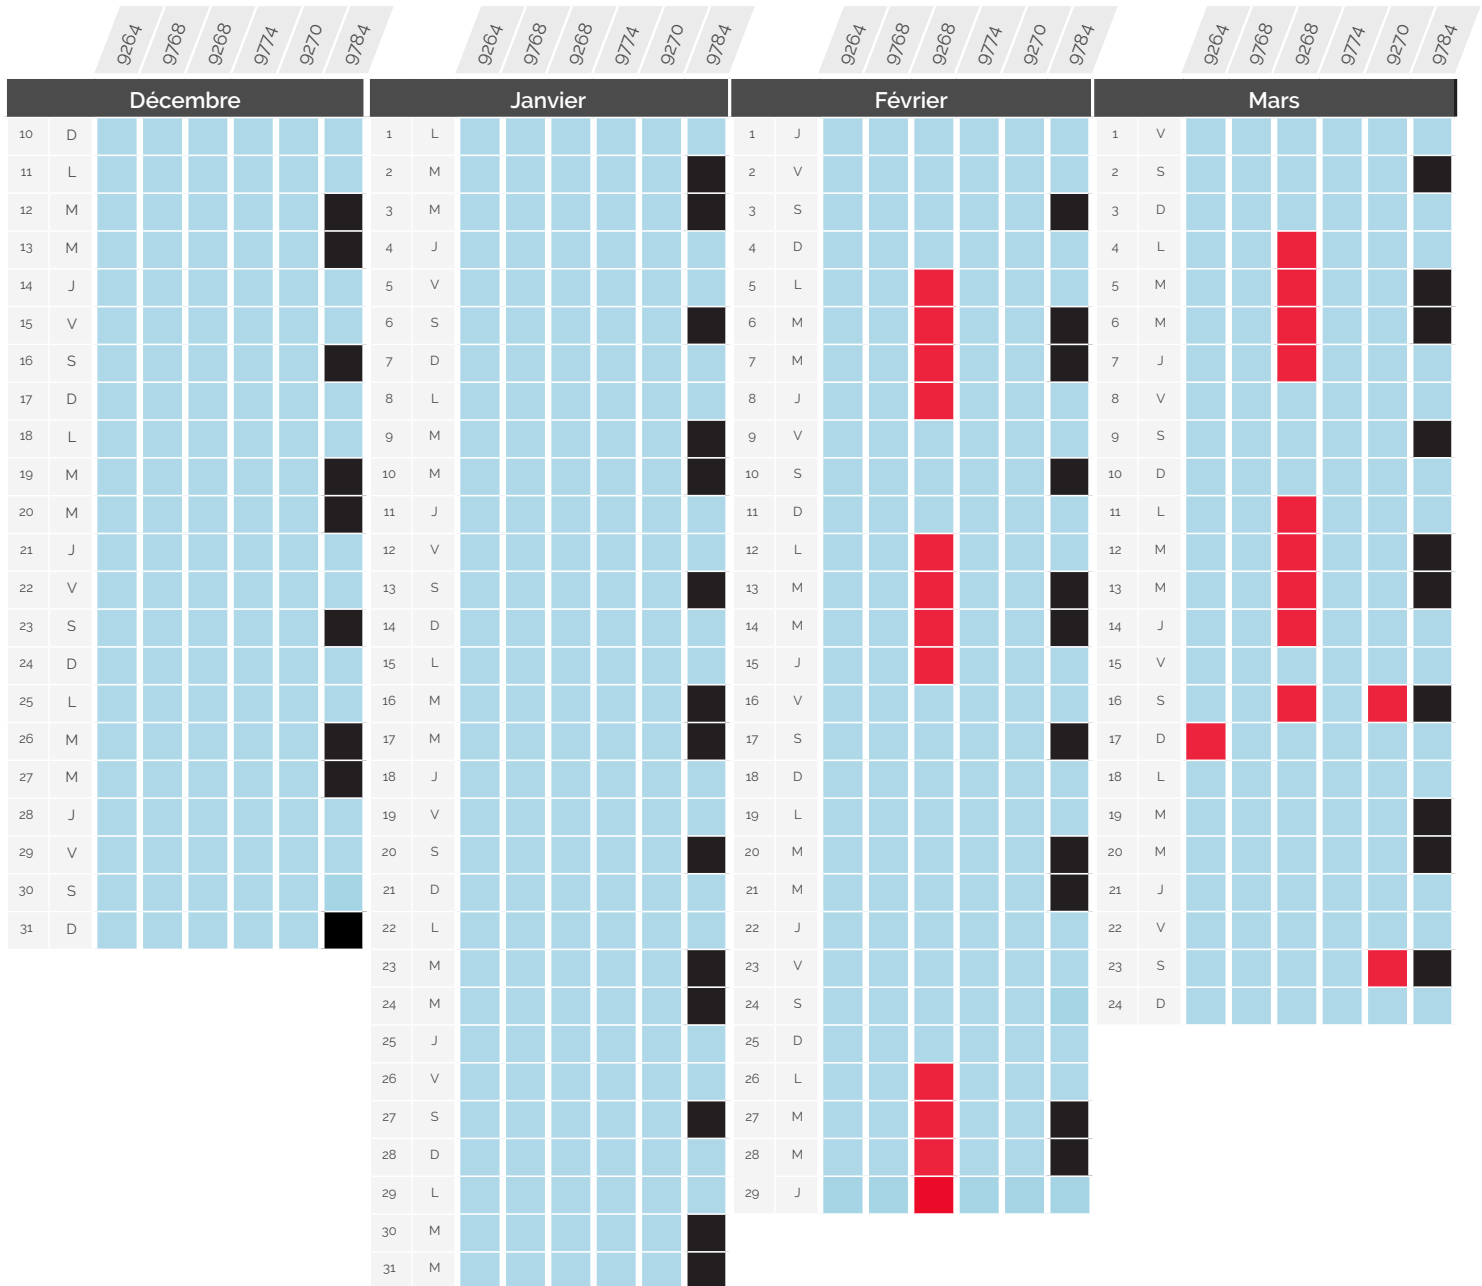 9264 9768 9268 9774 9270 9784 9264 9768 9268 9774 9270 9784 9264 9768 9268 9774 9270 9784 9264 9768 9268 9774 9270 9784
Décembre Janvier Février Mars
10 D 1 L 1 J 1 V
11 L 2 M 2 V 2 S
12 M 3 M 3 S 3 D
13 M 4 J 4 D 4 L
14 J 5 V 5 L 5 M
15 V 6 S 6 M 6 M
16 S 7 D 7 M 7 J
17 D 8 L 8 J 8 V
18 L 9 M 9 V 9 S
19 M 10 M 10 S 10 D
20 M 11 J 11 D 11 L
21 J 12 V 12 L 12 M
22 V 13 S 13 M 13 M
23 S 14 D 14 M 14 J
24 D 15 L 15 J 15 V
25 L 16 M 16 V 16 S
26 M 17 M 17 S 17 D
27 M 18 J 18 D 18 L
28 J 19 V 19 L 19 M
29 V 20 S 20 M 20 M
30 S 21 D 21 M 21 J
31 D 22 L 22 J 22 V
23 M 23 V 23 S
24 M 24 S 24 D
25 J 25 D
26 V 26 L
27 S 27 M
28 D 28 M
29 L 29 J
30 M
31 M